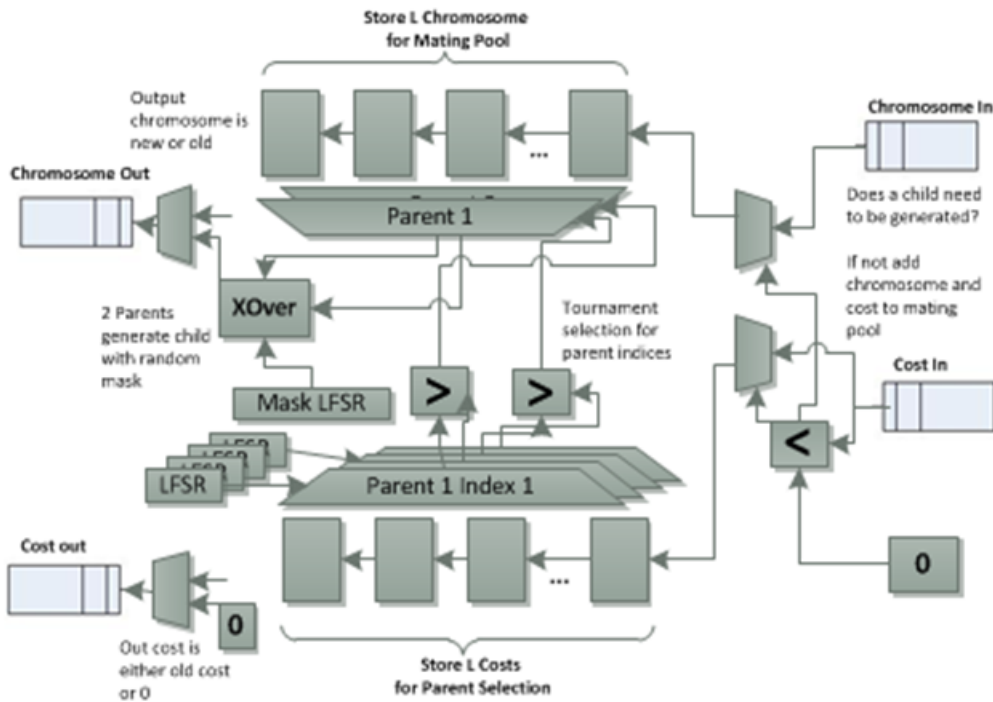 Store L Chromosome
for Mating Pool
Output
chromosome is
new or old
Chromosome In
Chromosome Out
Parent 1
Does a child need
to be generated?
If not add
chromosome and
cost to mating
pool
XOver
2 Parents
generate child
with random
mask
Tournament
selection for
parent indices
Cost In
>
>
Mask LFSR
<
LFSR
LFSR
LFSR
LFSR
Parent 1 Index 1
Cost out
...
...
0
0
Out cost is
either old cost
or 0
Store L Costs
for Parent Selection